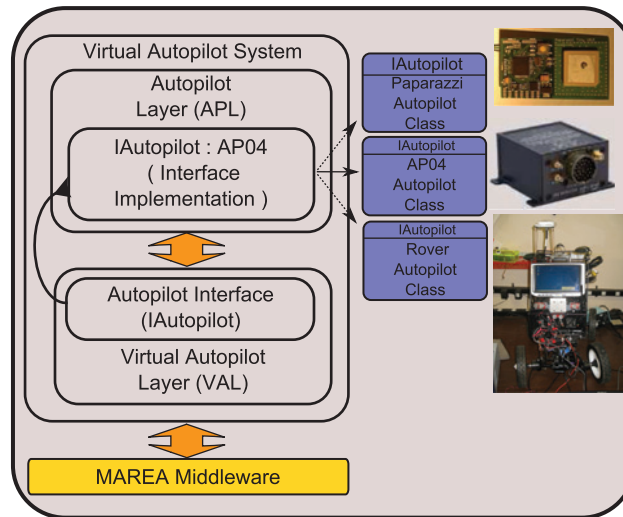 Virtual Autopilot System
Autopilot
Layer (APL)
IAutopilot : AP04
( Interface
Implementation )
Autopilot Interface
(IAutopilot)
Virtual Autopilot
Layer (VAL)
MAREA Middleware
IAutopilot
Paparazzi
Autopilot
Class
IAutopilot
AP04
Autopilot
Class
IAutopilot
Rover
Autopilot
Class